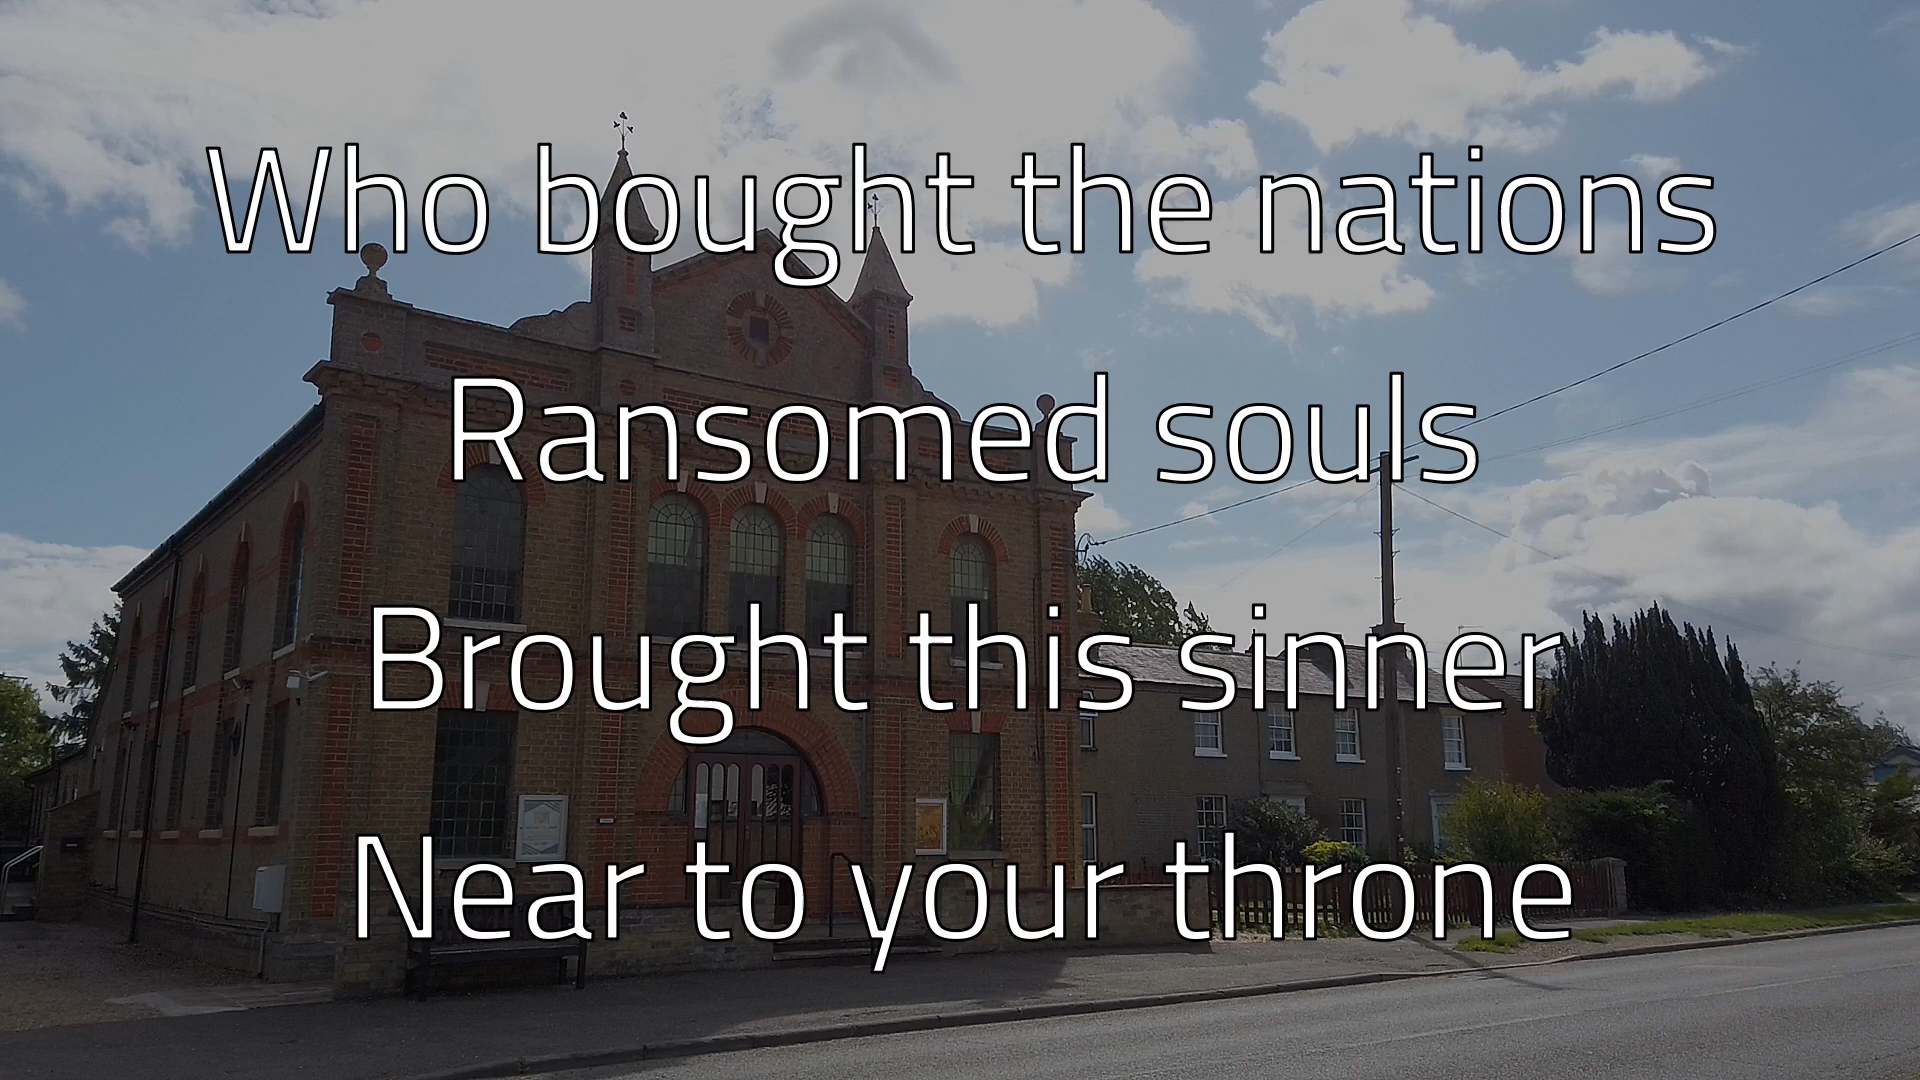 Who bought the nations
Ransomed souls
Brought this sinner
Near to your throne